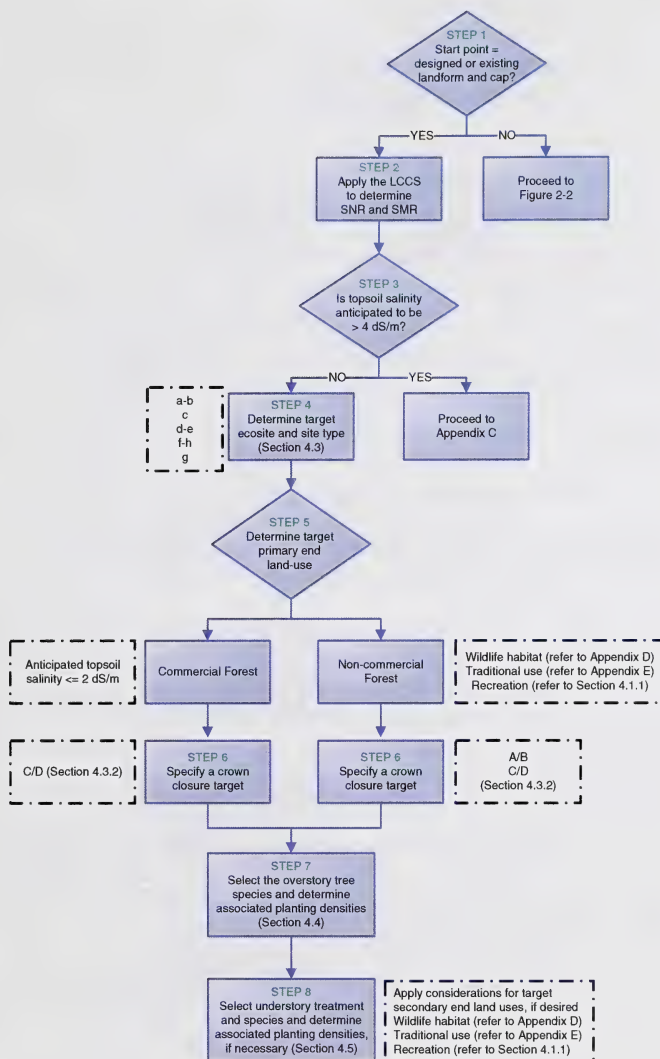 STEP 1
Start point =
designed or existing
landform and cap?
YES
NO
STEP 2
Apply the LCCS
to determine
SNR and SMR
Proceed to
Figure 2-2
STEP 3
Is topsoil salinity
anticipated to be
> 4 dS/m?
NO
YES
a-b
c
d-e
f-h
g
STEP 4
Determine target
ecosite and site type
(Section 4.3)
Proceed to
Appendix C
STEP 5
Determine target
primary end
land-use
Anticipated topsoil
salinity <= 2 dS/m
Commercial Forest
Non-commercial
Forest
Wildlife habitat (refer to Appendix D)
Traditional use (refer to Appendix E)
Recreation (refer to Section 4.1.1)
C/D (Section 4.3.2)
STEP 6
Specify a crown
closure target
STEP 6
Specify a crown
closure target
A/B
C/D
(Section 4.3.2)
STEP 7
Select the overstory tree
species and determine
associated planting densities
(Section 4.4)
STEP 8
Select understory treatment
and species and determine
associated planting densities,
if necessary (Section 4.5)
Apply considerations for target
secondary end land uses, if desired
Wildlife habitat (refer to Appendix D)
Traditional use (refer to Appendix E)
Recreation (refer to Section 4.1.1)